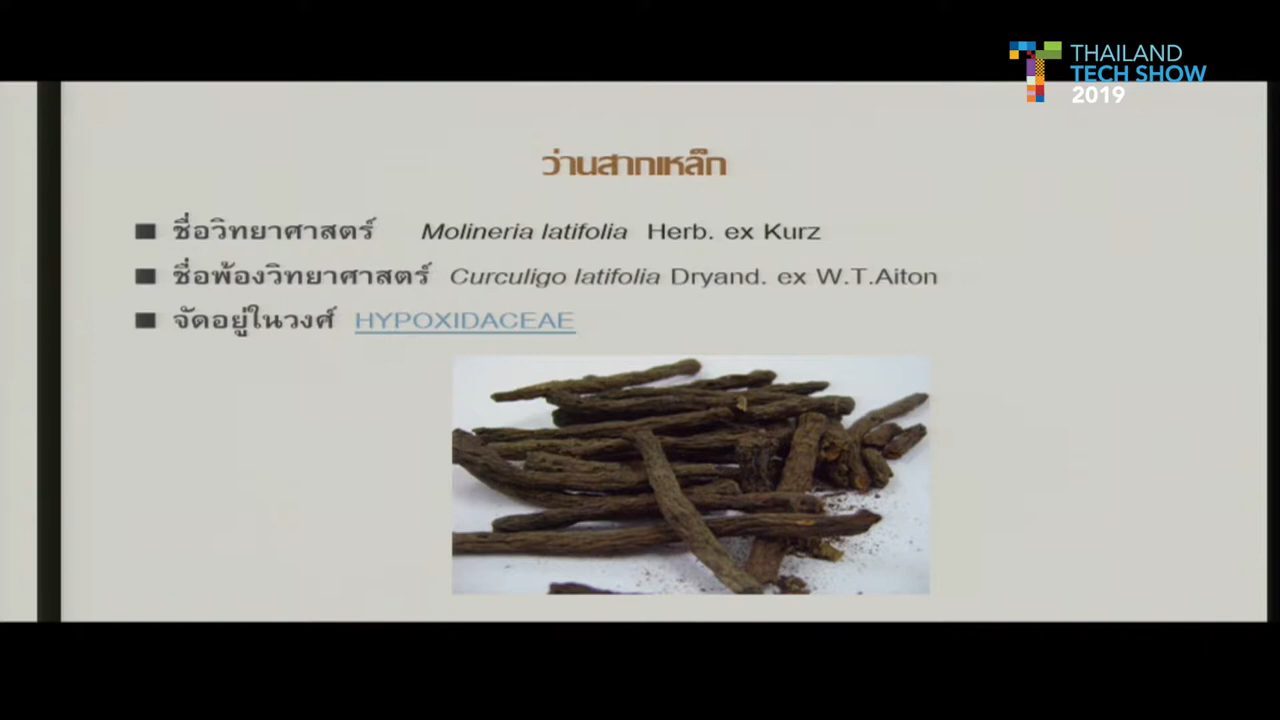 THAILAND
TECH SHOW
2019
ว่านสากเหล็ก
ชื่อวิทยาศาสตร์ Molineria latifolia Herb. ex Kurz
ชื่อพ้องวิทยาศาสตร์ Curculigo latifolia Dryand. ex W.T.Aiton
จัดอยู่ในวงศ์ HYPOXIDACEAE